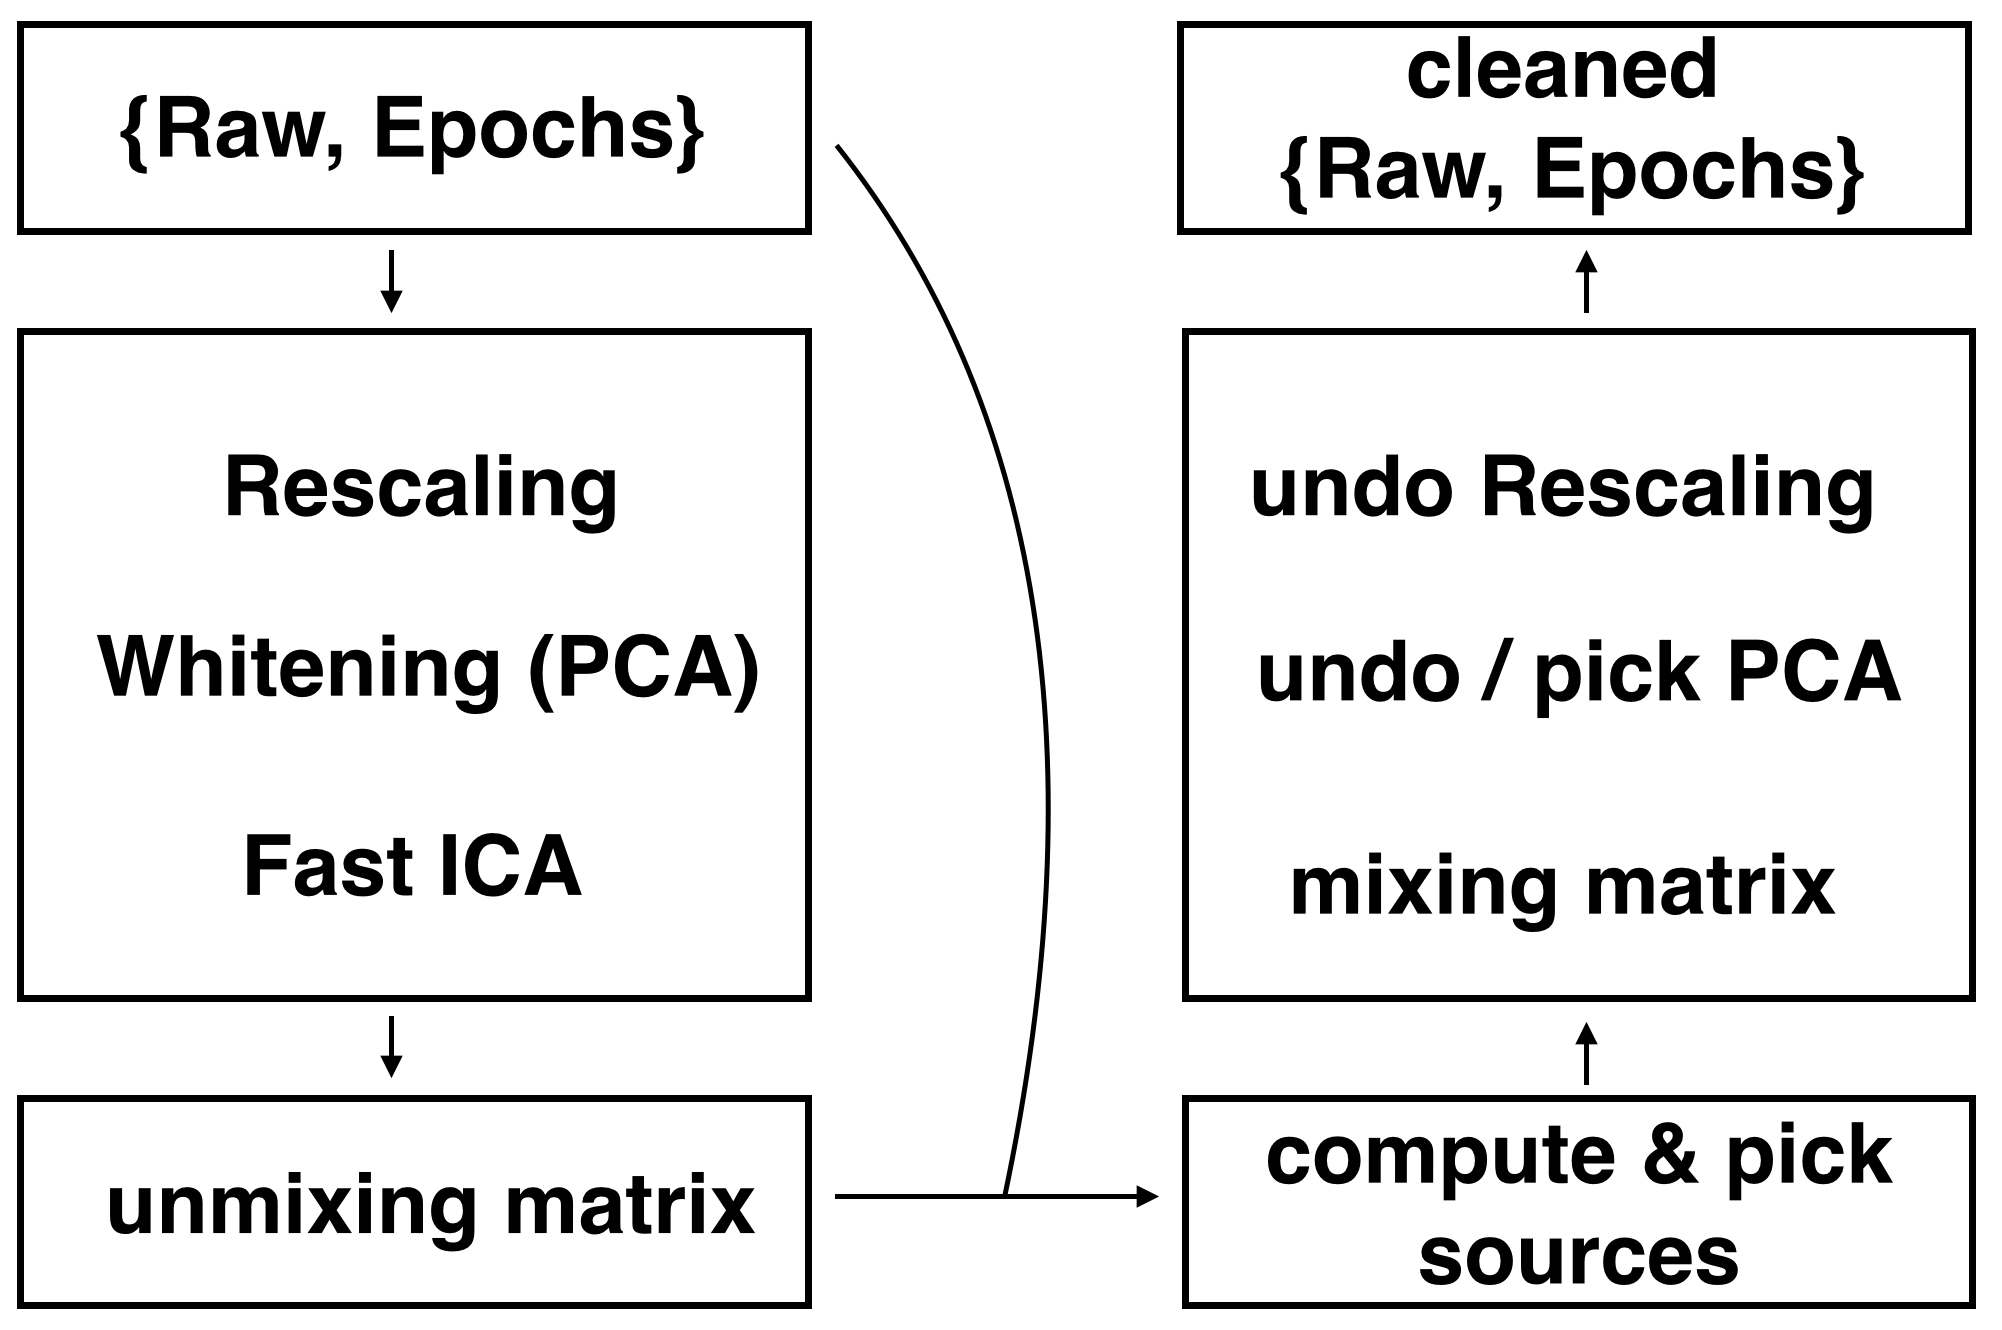 {Raw, Epochs}
Rescaling
Whitening (PCA)
Fast ICA
unmixing matrix
cleaned
{Raw, Epochs}
undo Rescaling
undo / pick PCA
mixing matrix
compute & pick
sources